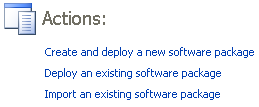 Actions:
Create and deploy a new software package
Deploy an existing software package
Import an existing software package